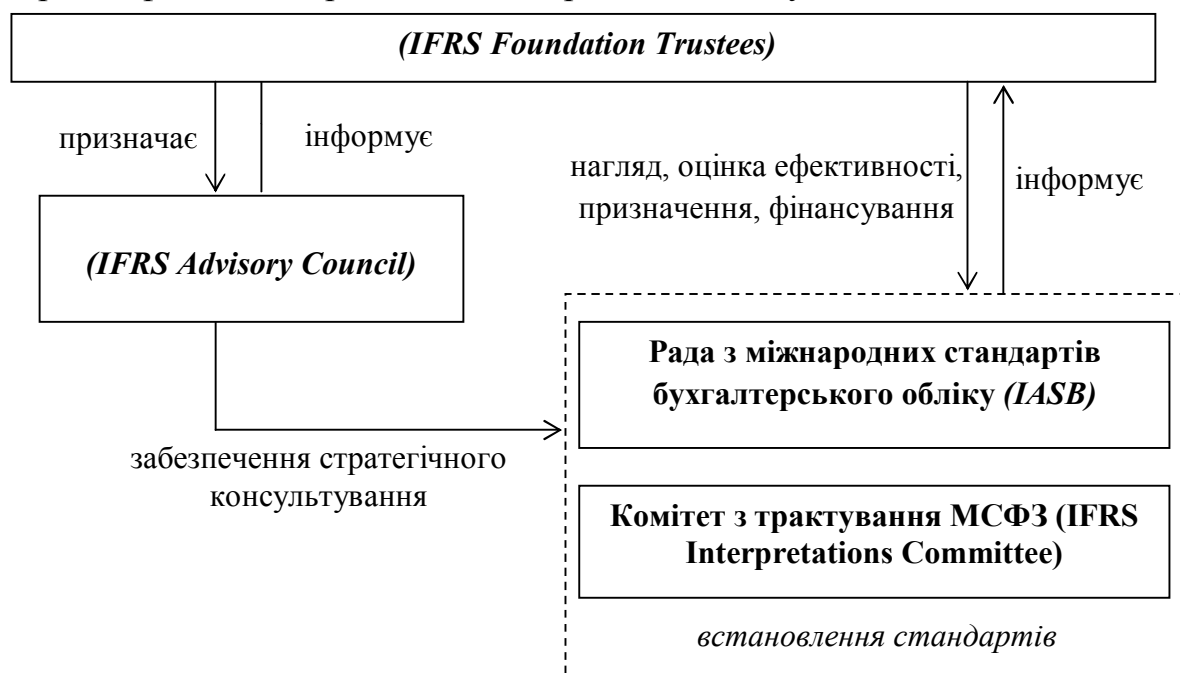 (IFRS Foundation Trustees)
призначає
інформує
нагляд, оцінка ефективності,
призначення, фінансування
інформує
(IFRS Advisory Council)
Рада з міжнародних стандартів
бухгалтерського обліку (IASB)
забезпечення стратегічного
консультування
Комітет з трактування МСФЗ (IFRS
Interpretations Committee)
встановлення стандартів